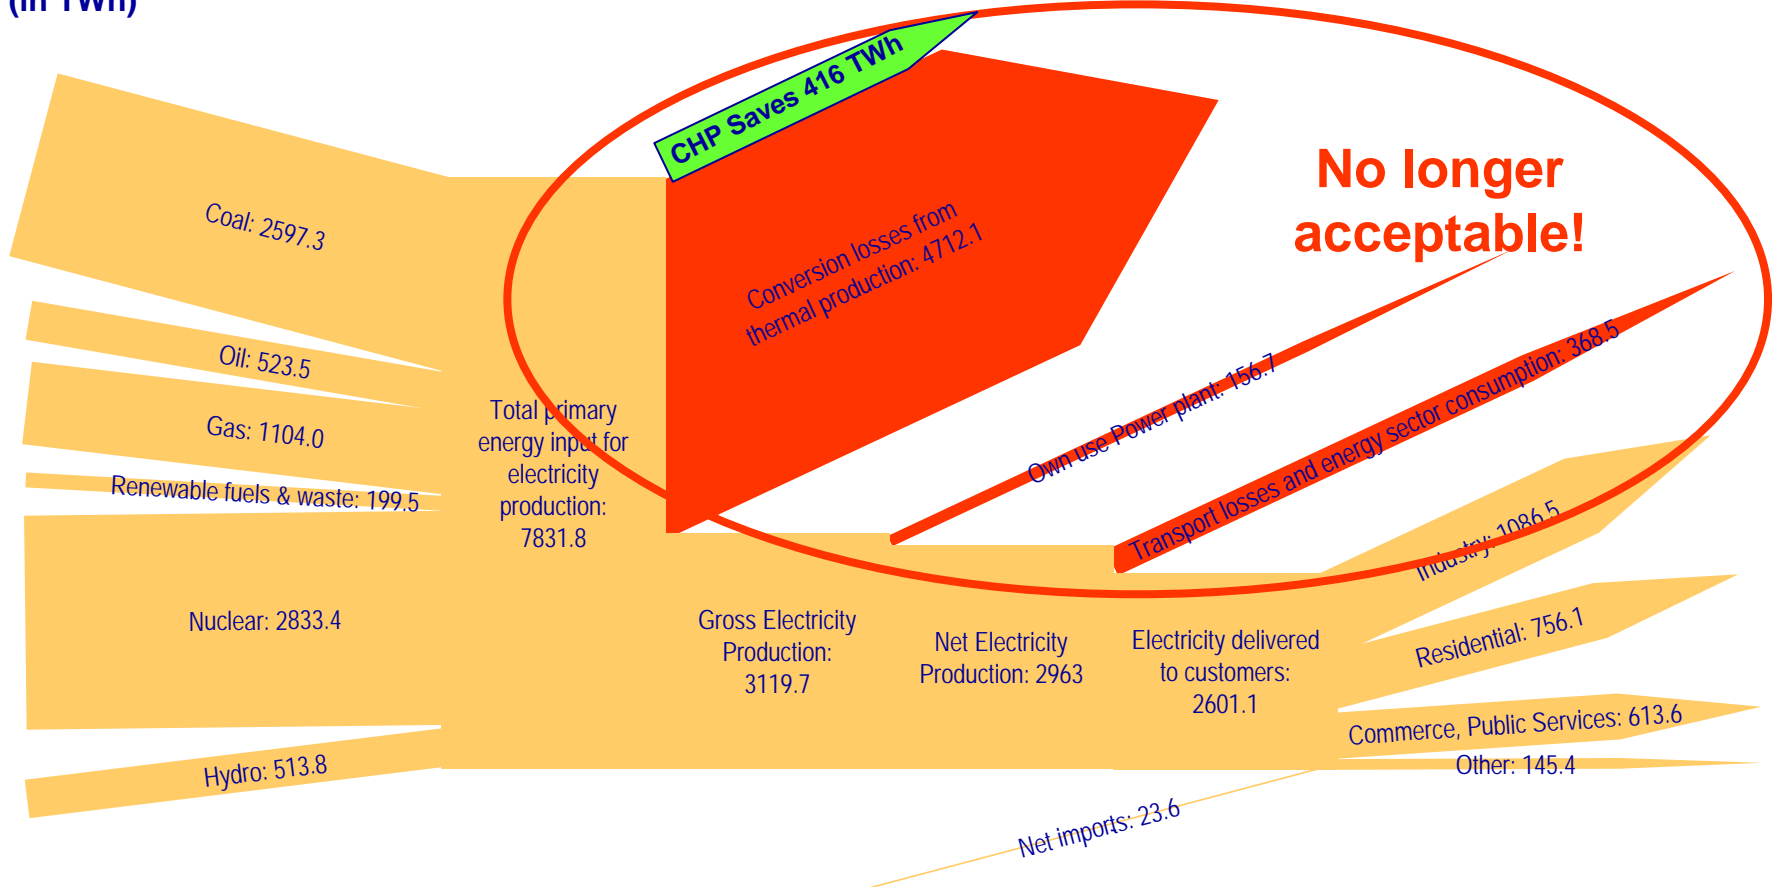 (in TWh)
CHP Saves 416 TWh
No longer
acceptable!
Coal: 2597.3
Conversion losses from
thermal production: 4712.1
Oil: 523.5
Gas: 1104.0
Renewable fuels & waste: 199.5
Total primary
energy input for
electricity
production:
7831.8
Own use Power plant: 156.7
Transport losses and energy sector consumption: 368.5
Industry: 1086.5
Nuclear: 2833.4
Gross Electricity
Production:
3119.7
Net Electricity
Production: 2963
Electricity delivered
to customers:
2601.1
Residential: 756.1
Commerce, Public Services: 613.6
Hydro: 513.8
Other: 145.4
Net imports: 23.6